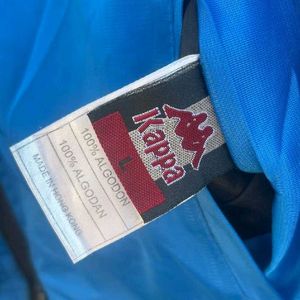 Kappa
L
100% ALGODON
100% ALGODAN
MADE IN HONG KONG